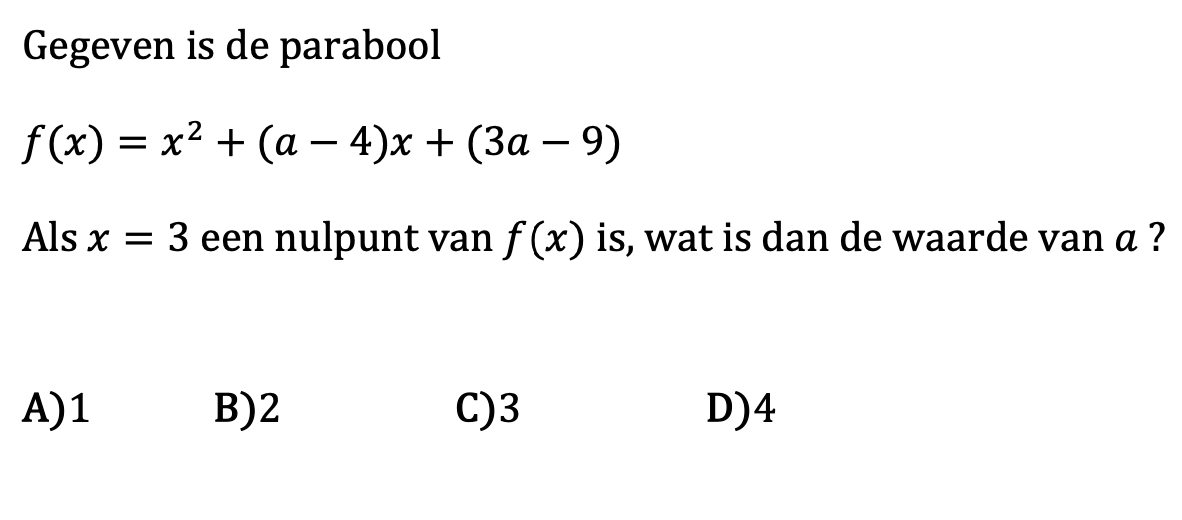 Gegeven is de parabool
f(x) = x² + (a − 4)x + (3a − 9)
Als x = 3 een nulpunt van f(x) is, wat is dan de waarde van a ?
A)1 B)2 C)3 D)4